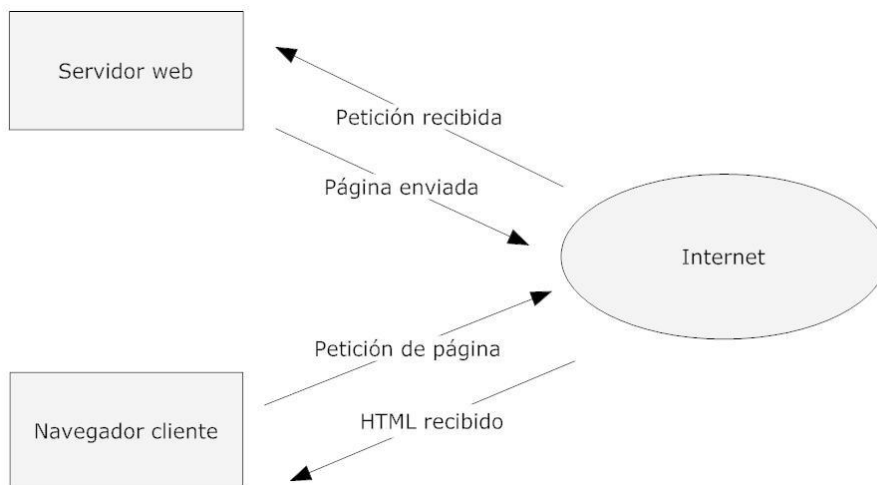 Servidor web
Petición recibida
Página enviada
Internet
Petición de página
HTML recibido
Navegador cliente